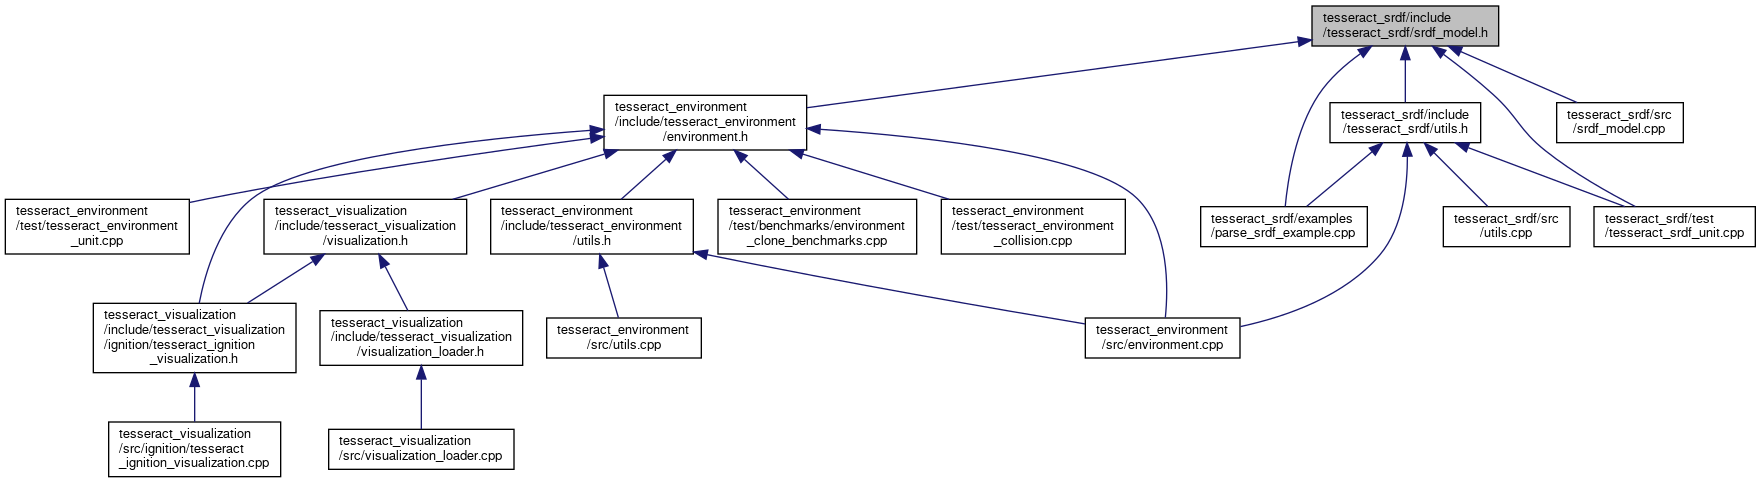 tesseract_srdf/include
/tesseract_srdf/srdf_model.h
tesseract_environment
/include/tesseract_environment
/environment.h
tesseract_srdf/include
/tesseract_srdf/utils.h
tesseract_srdf/src
/srdf_model.cpp
tesseract_environment
/test/tesseract_environment
_unit.cpp
tesseract_visualization
/include/tesseract_visualization
/visualization.h
tesseract_environment
/include/tesseract_environment
/utils.h
tesseract_environment
/test/benchmarks/environment
_clone_benchmarks.cpp
tesseract_environment
/test/tesseract_environment
_collision.cpp
tesseract_srdf/examples
/parse_srdf_example.cpp
tesseract_srdf/src
/utils.cpp
tesseract_srdf/test
/tesseract_srdf_unit.cpp
tesseract_visualization
/include/tesseract_visualization
/ignition/tesseract_ignition
_visualization.h
tesseract_visualization
/include/tesseract_visualization
/visualization_loader.h
tesseract_environment
/src/utils.cpp
tesseract_environment
/src/environment.cpp
tesseract_visualization
/src/ignition/tesseract
_ignition_visualization.cpp
tesseract_visualization
/src/visualization_loader.cpp